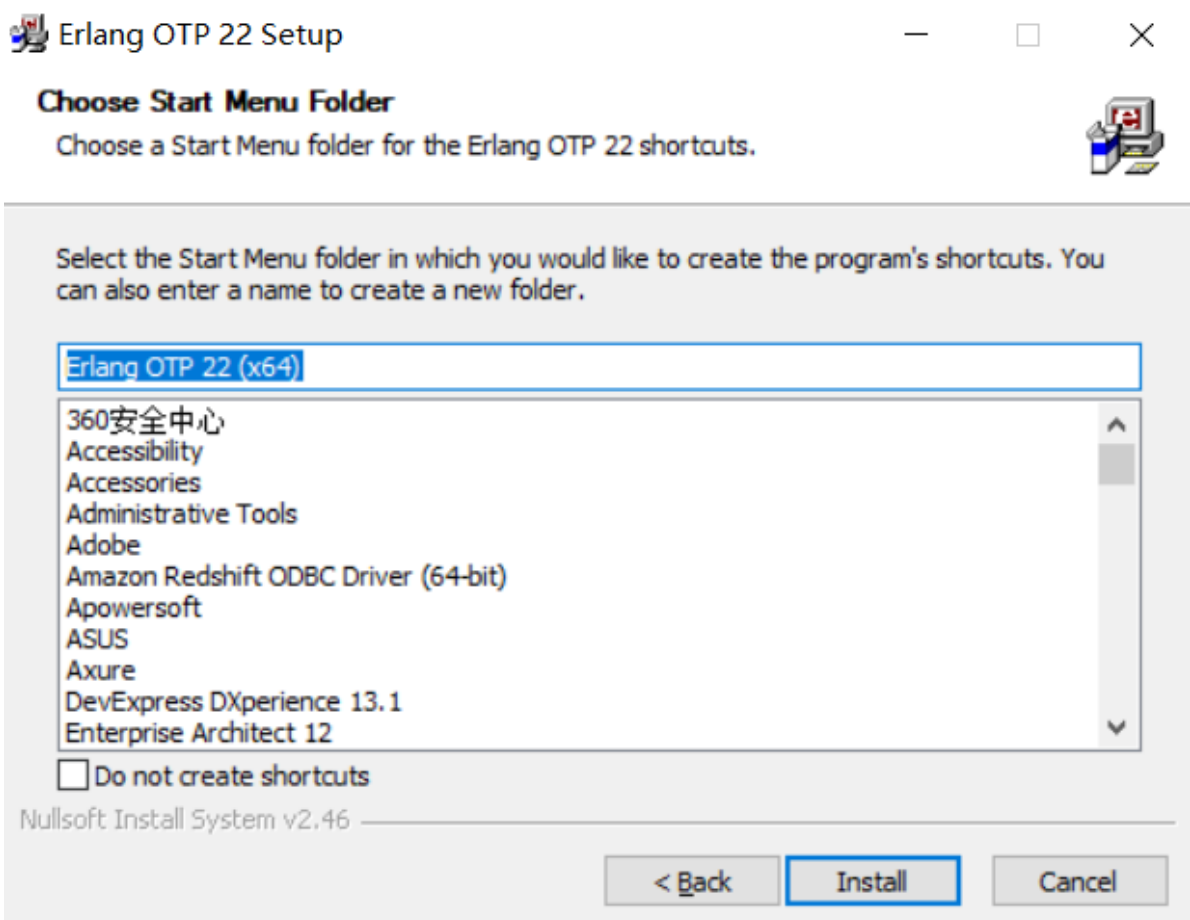 Erlang OTP 22 Setup
Choose Start Menu Folder
Choose a Start Menu folder for the Erlang OTP 22 shortcuts.
Select the Start Menu folder in which you would like to create the program's shortcuts. You
can also enter a name to create a new folder.
Erlang OTP 22 (x64)
360安全中心
Accessibility
Accessories
Administrative Tools
Adobe
Amazon Redshift ODBC Driver (64-bit)
Apowersoft
ASUS
Axure
DevExpress DXperience 13.1
Enterprise Architect 12
Do not create shortcuts
Nullsoft Install System v2.46
< Back Install Cancel